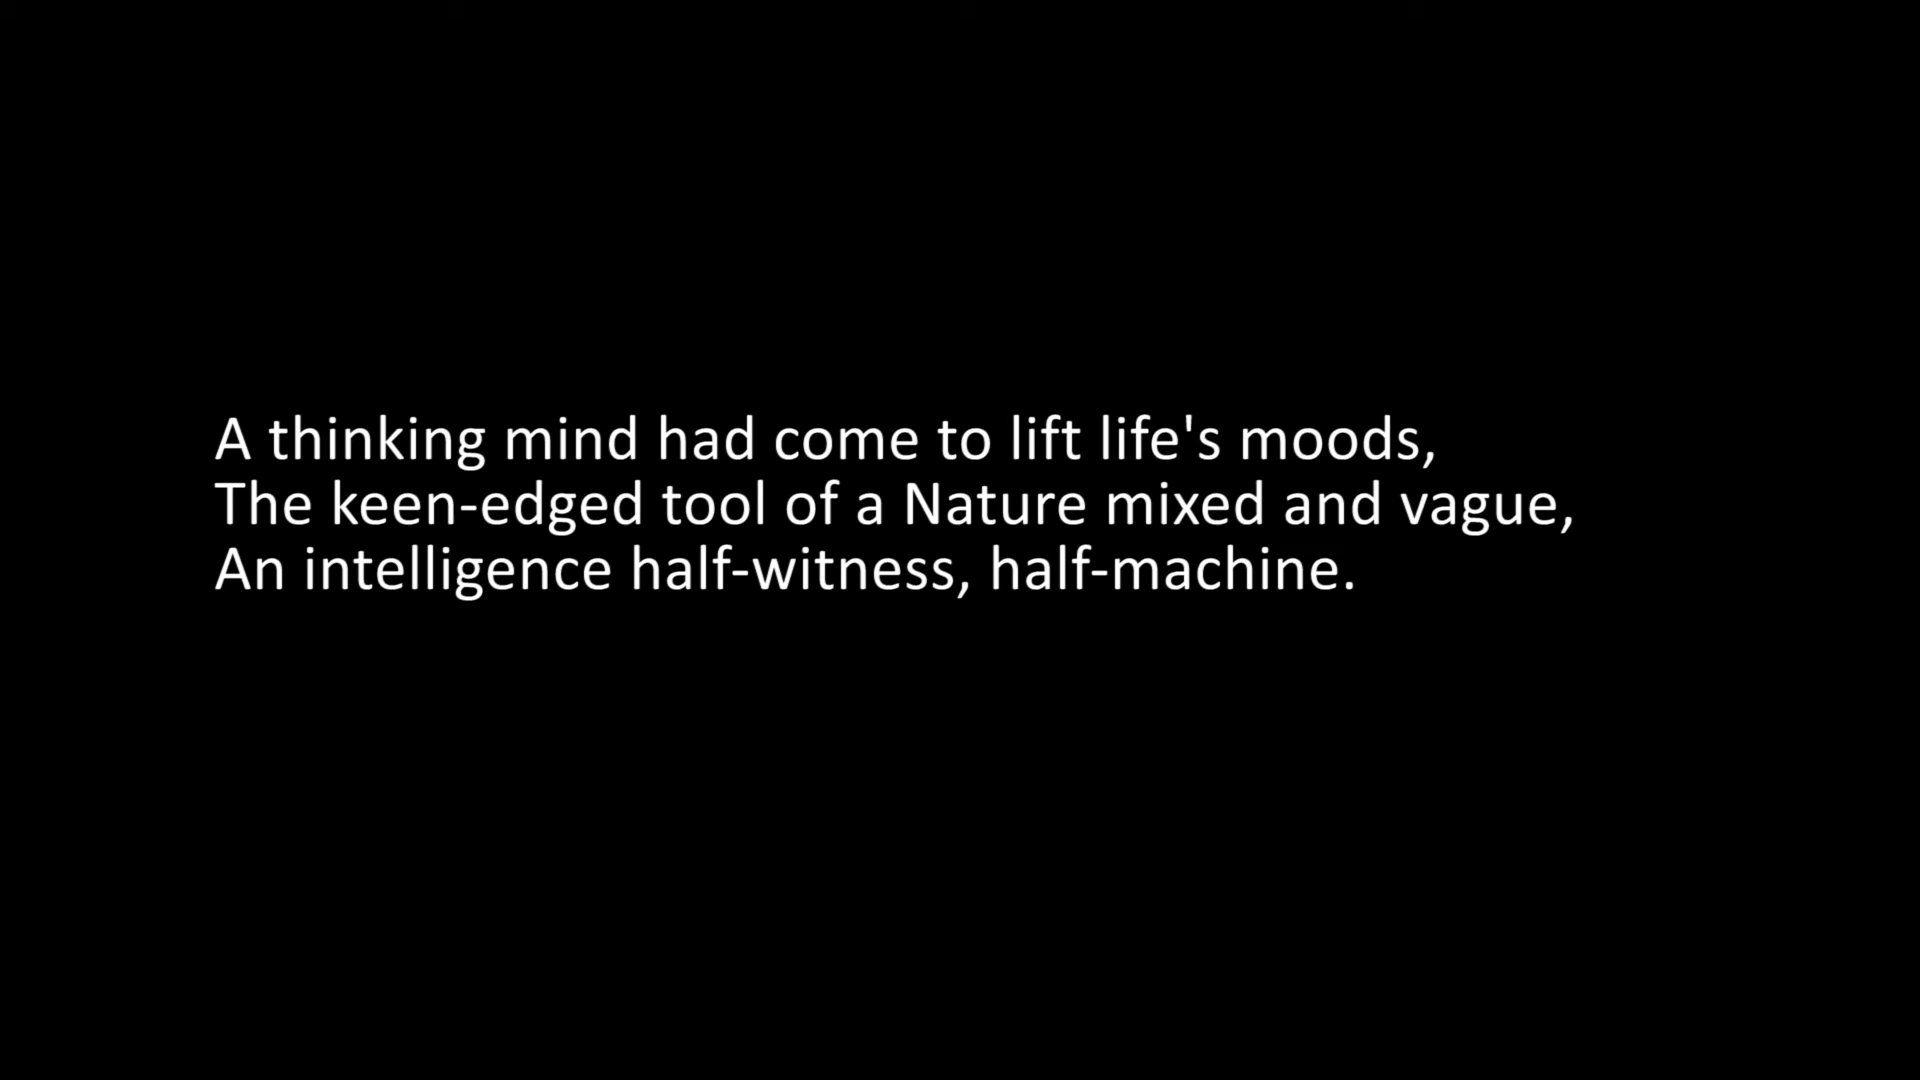 A thinking mind had come to lift life's moods,
The keen-edged tool of a Nature mixed and vague,
An intelligence half-witness, half-machine.